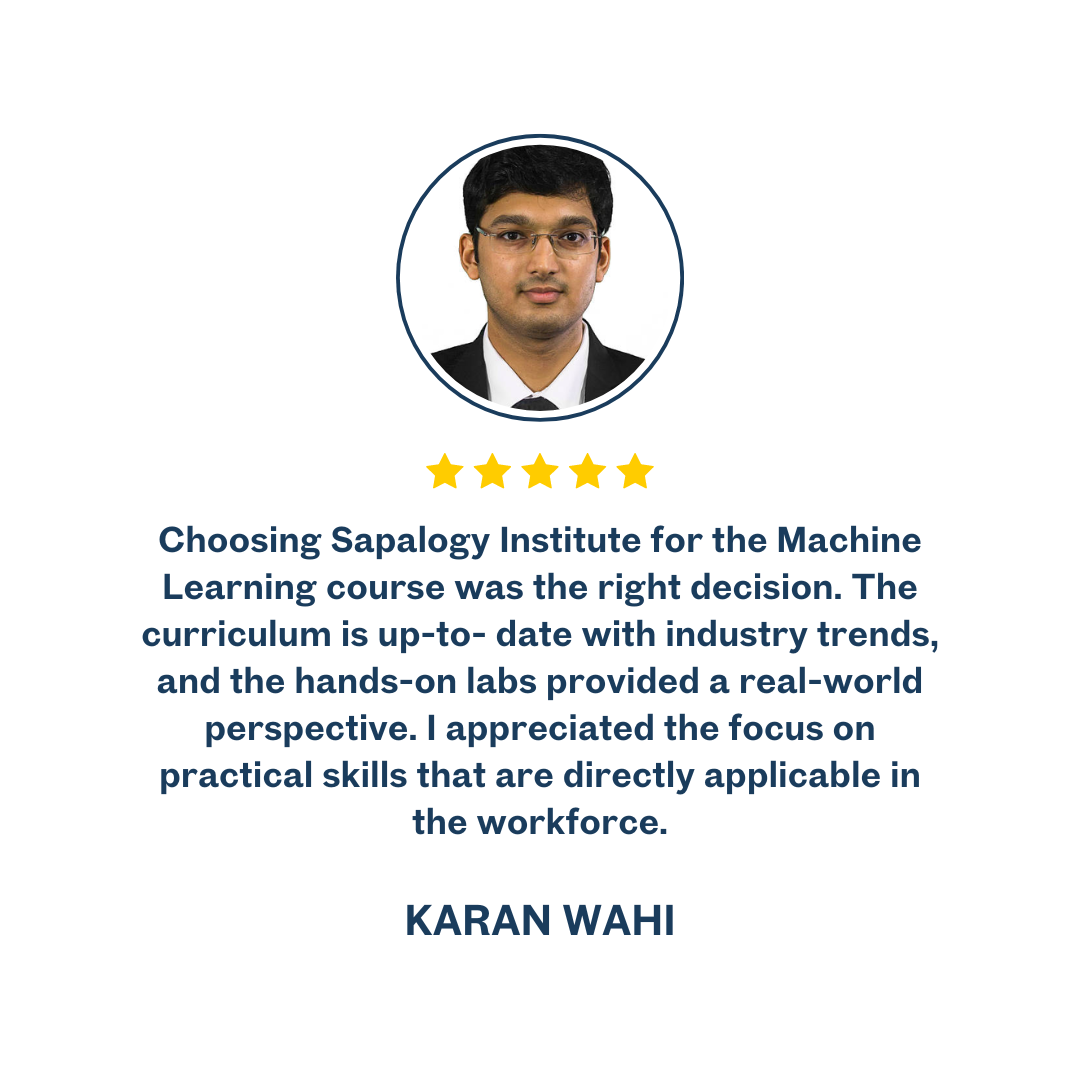 Choosing Sapalogy Institute for the Machine
Learning course was the right decision. The
curriculum is up-to- date with industry trends,
and the hands-on labs provided a real-world
perspective. I appreciated the focus on
practical skills that are directly applicable in
the workforce.
KARAN WAHI